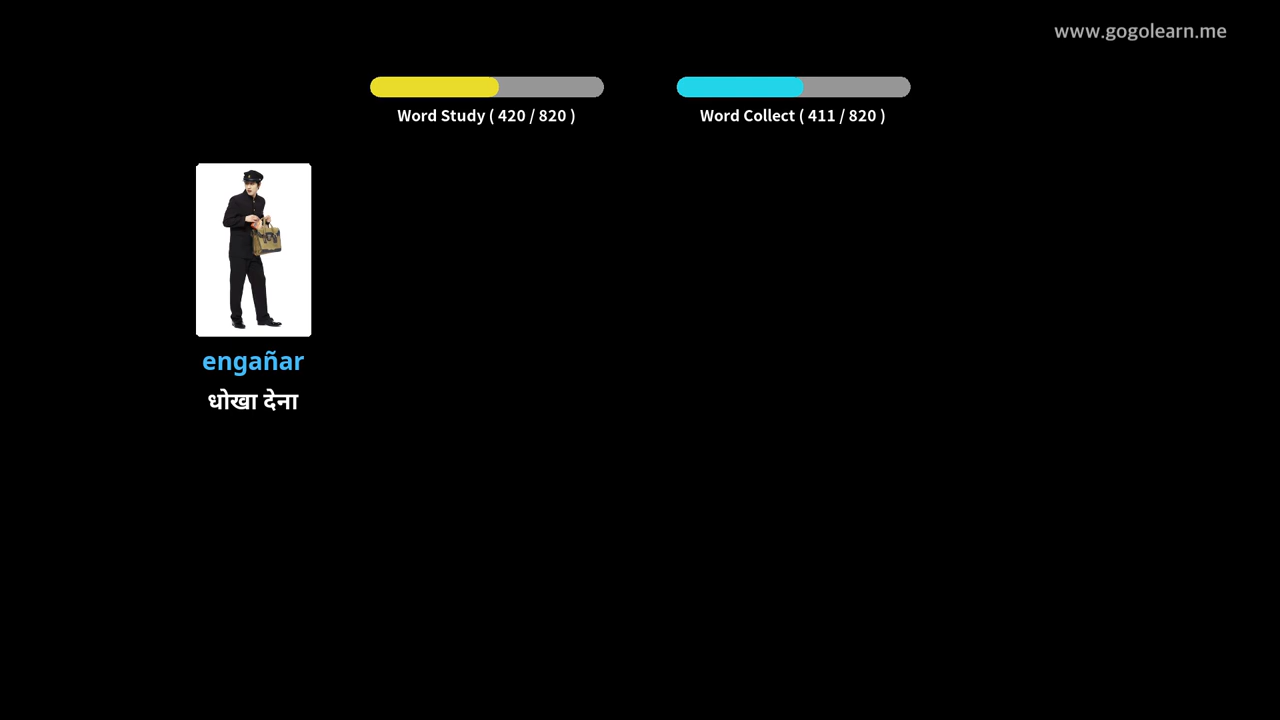 www.gogolearn.me
Word Study ( 420 / 820 )
Word Collect ( 411 / 820 )
engañar
धोखा देना